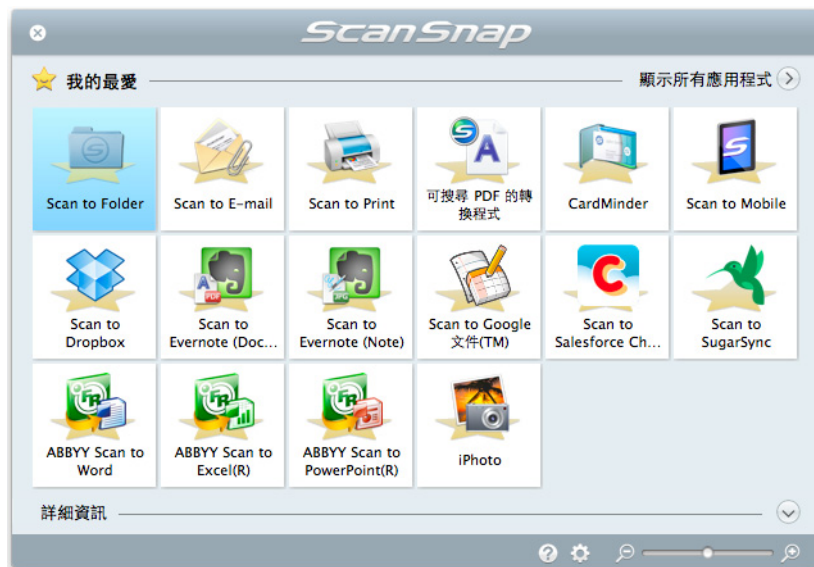 ScanSnap
我的最愛
顯示所有應用程式
Scan to Folder
Scan to E-mail
Scan to Print
可搜尋 PDF 的轉
換程式
CardMinder
Scan to Mobile
Scan to
Dropbox
Scan to
Evernote (Doc...
Scan to
Evernote (Note)
Scan to Google
文件(TM)
Scan to
Salesforce Ch...
Scan to
SugarSync
ABBYY Scan to
Word
ABBYY Scan to
Excel(R)
ABBYY Scan to
PowerPoint(R)
iPhoto
詳細資訊